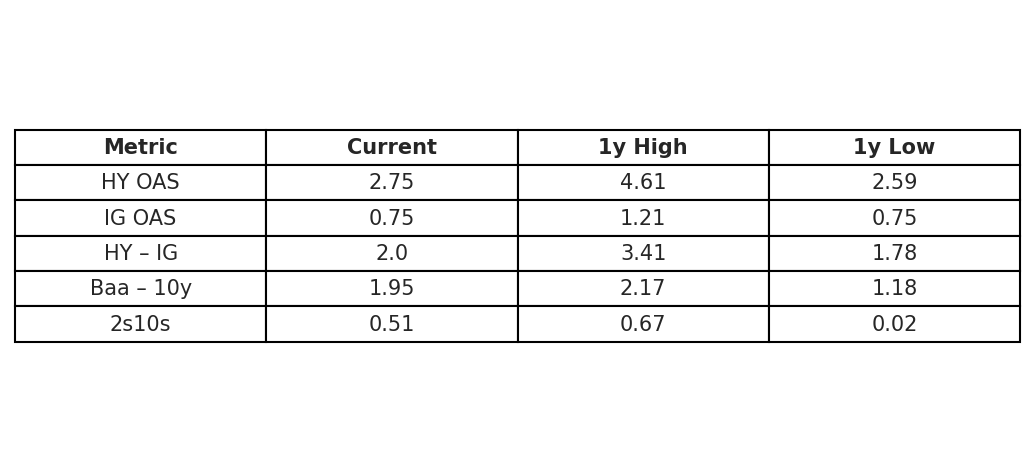 Metric Current 1y High 1y Low
HY OAS 2.75 4.61 2.59
IG OAS 0.75 1.21 0.75
HY – IG 2.0 3.41 1.78
Baa – 10y 1.95 2.17 1.18
2s10s 0.51 0.67 0.02